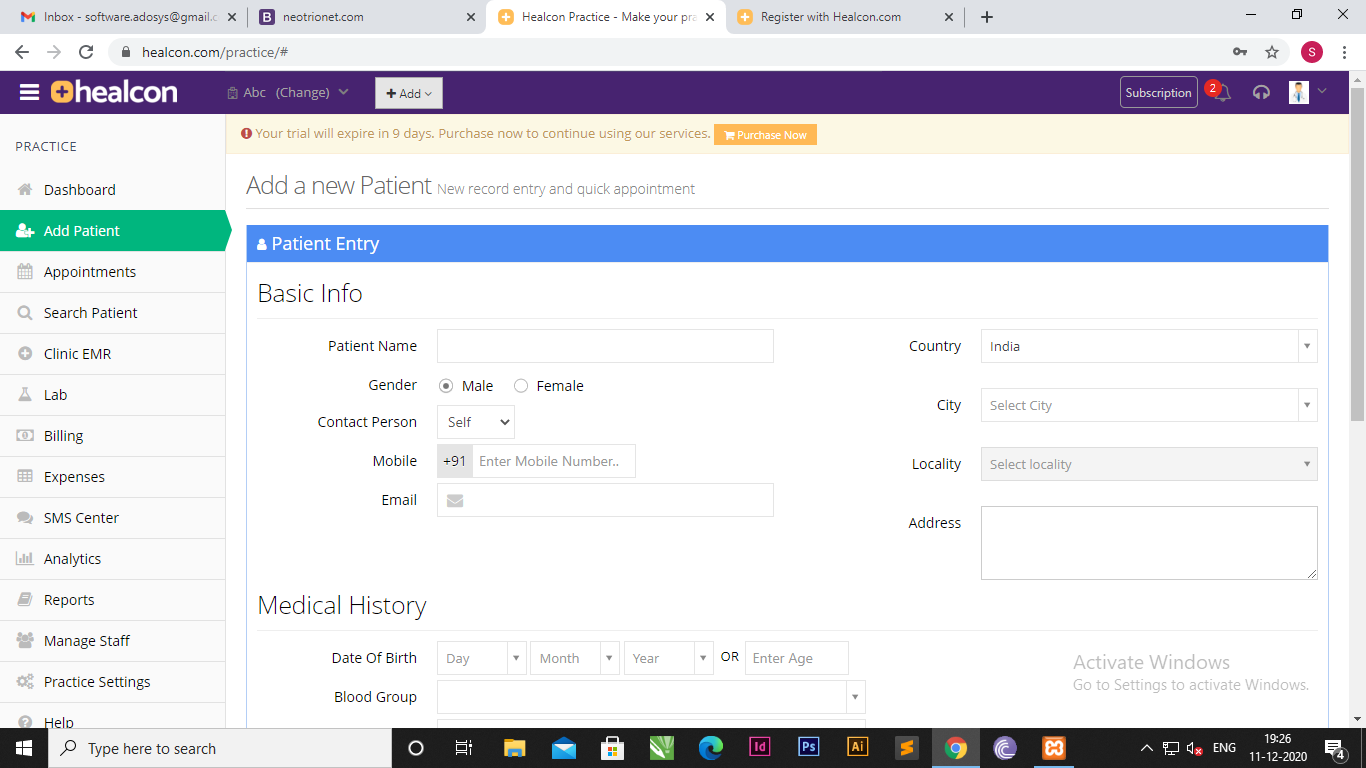 Inbox - software.adosys@gmail.c
neotrionet.com
Healcon Practice - Make your pra
Register with Healcon.com
healcon.com/practice/#
S
healcon
Abc (Change)
+ Add
Subscription
2
PRACTICE
Your trial will expire in 9 days. Purchase now to continue using our services.
Purchase Now
Dashboard
Add Patient
Appointments
Search Patient
Clinic EMR
Lab
Billing
Expenses
SMS Center
Analytics
Reports
Manage Staff
Practice Settings
Help
Add a new Patient New record entry and quick appointment
Patient Entry
Basic Info
Patient Name
Gender Male Female
Contact Person Self
Mobile +91 Enter Mobile Number..
Email
Country India
City Select City
Locality Select locality
Address
Medical History
Date Of Birth Day Month Year OR Enter Age
Blood Group
Activate Windows
Go to Settings to activate Windows.
Type here to search
Id
Ps
Ai
ENG
19:26
11-12-2020
4